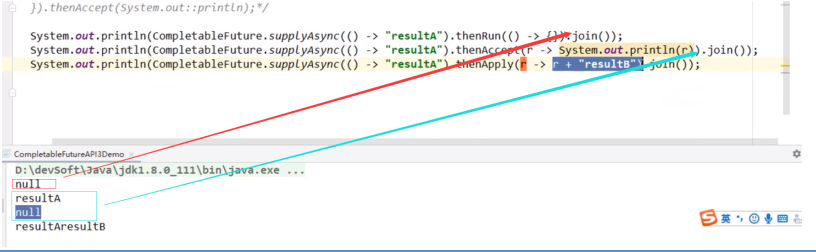 }).thenAccept(System.out::println);*/
System.out.println(CompletableFuture.supplyAsync(() -> "resultA").thenRun(() -> {}).join());
System.out.println(CompletableFuture.supplyAsync(() -> "resultA").thenAccept(r -> System.out.println(r)).join());
System.out.println(CompletableFuture.supplyAsync(() -> "resultA").thenApply(r -> r + "resultB").join());
CompletableFutureAPI3Demo ×
D:\devSoft\Java\jdk1.8.0_111\bin\java.exe ...
null
resultA
null
resultAresultB
S 英